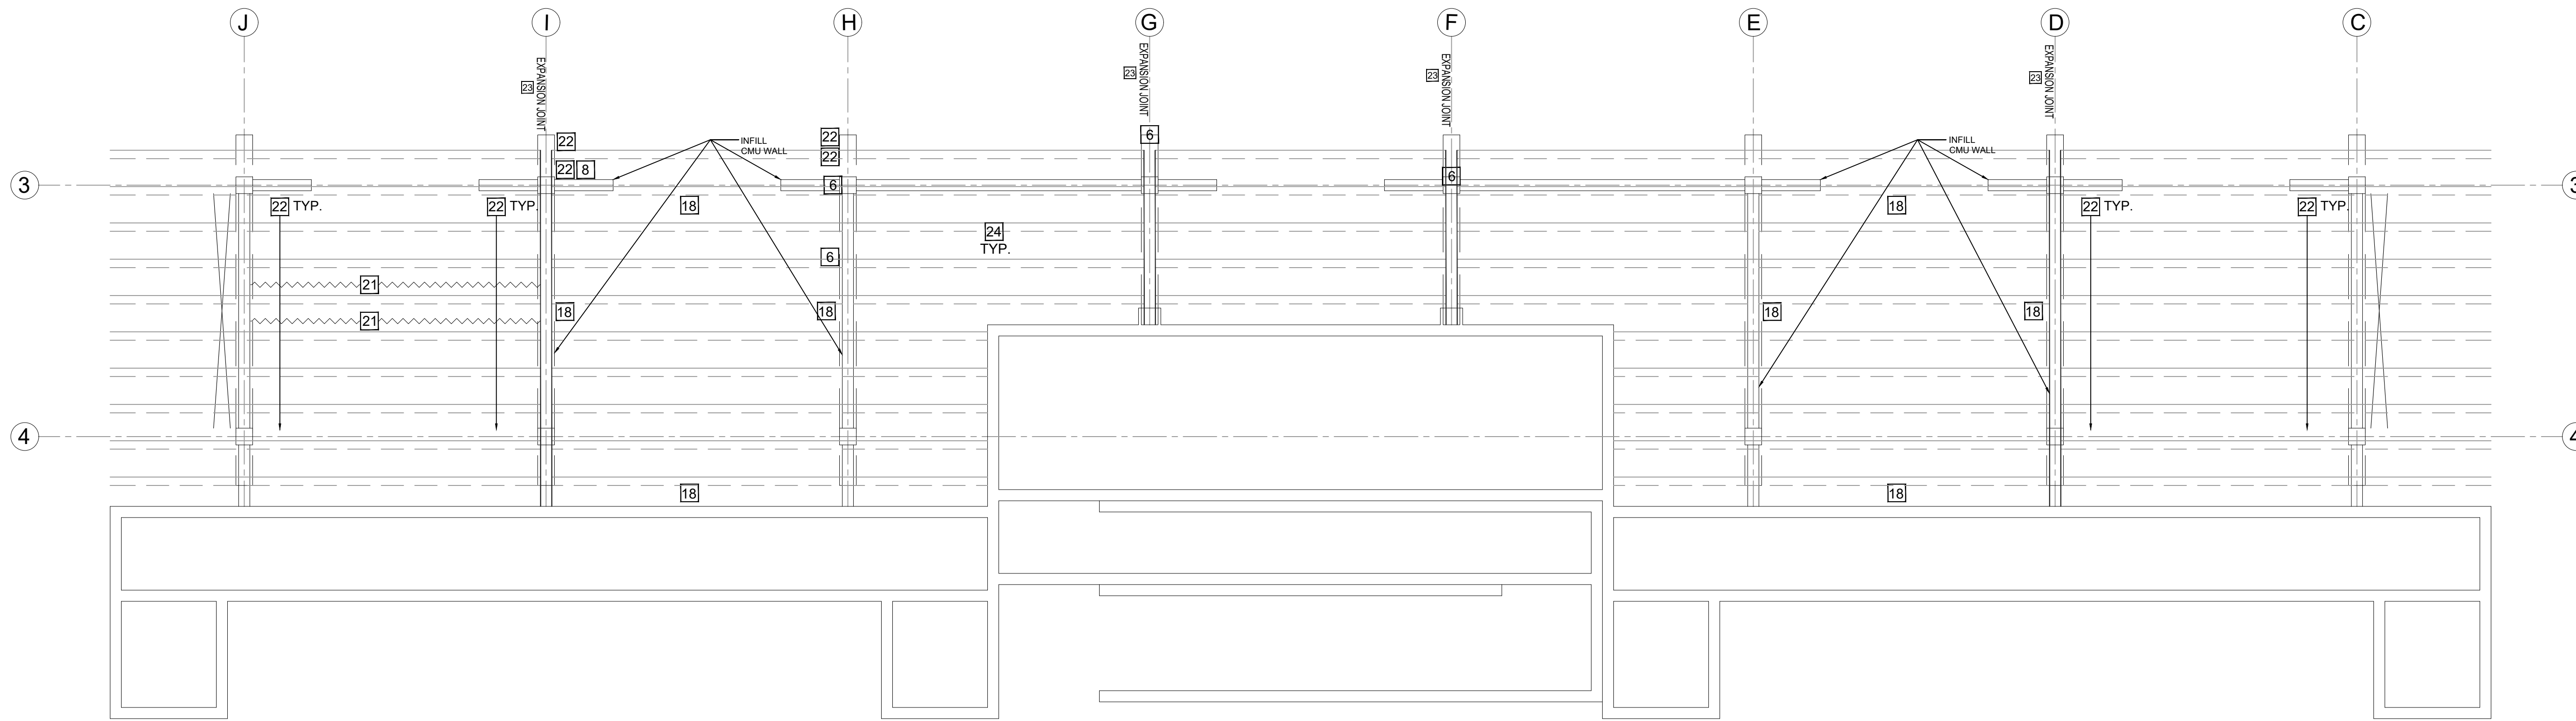 J
I
H
G
F
E
D
C
EXPANSION JOINT
23
EXPANSION JOINT
23
EXPANSION JOINT
23
EXPANSION JOINT
23
22
INFILL
CMU WALL
22
22
6
INFILL
CMU WALL
22 8
6
6
3
3
22 TYP.
22 TYP.
18
18
22 TYP.
22 TYP.
24
TYP.
6
21
18
18
18
18
21
4
4
18
18